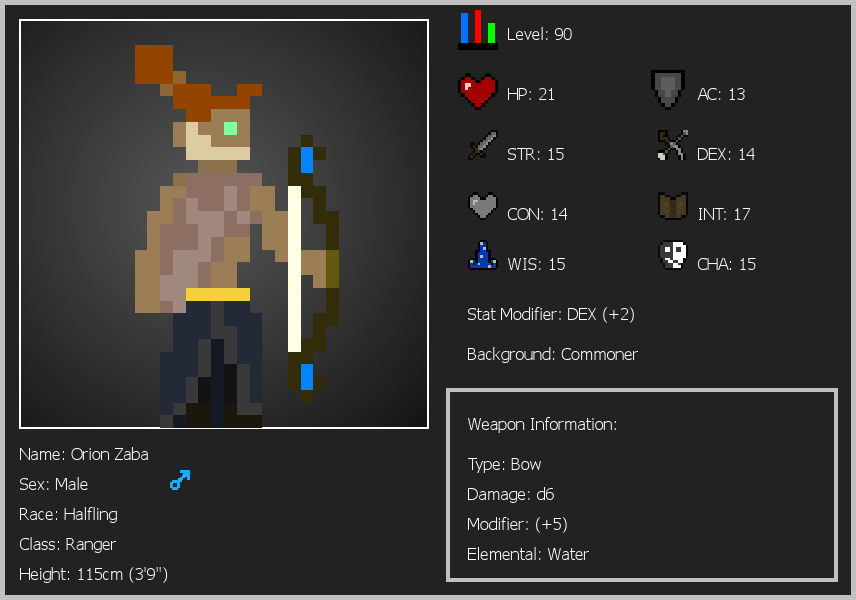 Level: 90
HP: 21
AC: 13
STR: 15
DEX: 14
CON: 14
INT: 17
WIS: 15
CHA: 15
Stat Modifier: DEX (+2)
Background: Commoner
Weapon Information:
Type: Bow
Damage: d6
Modifier: (+5)
Elemental: Water
Name: Orion Zaba
Sex: Male
Race: Halfling
Class: Ranger
Height: 115cm (3'9")